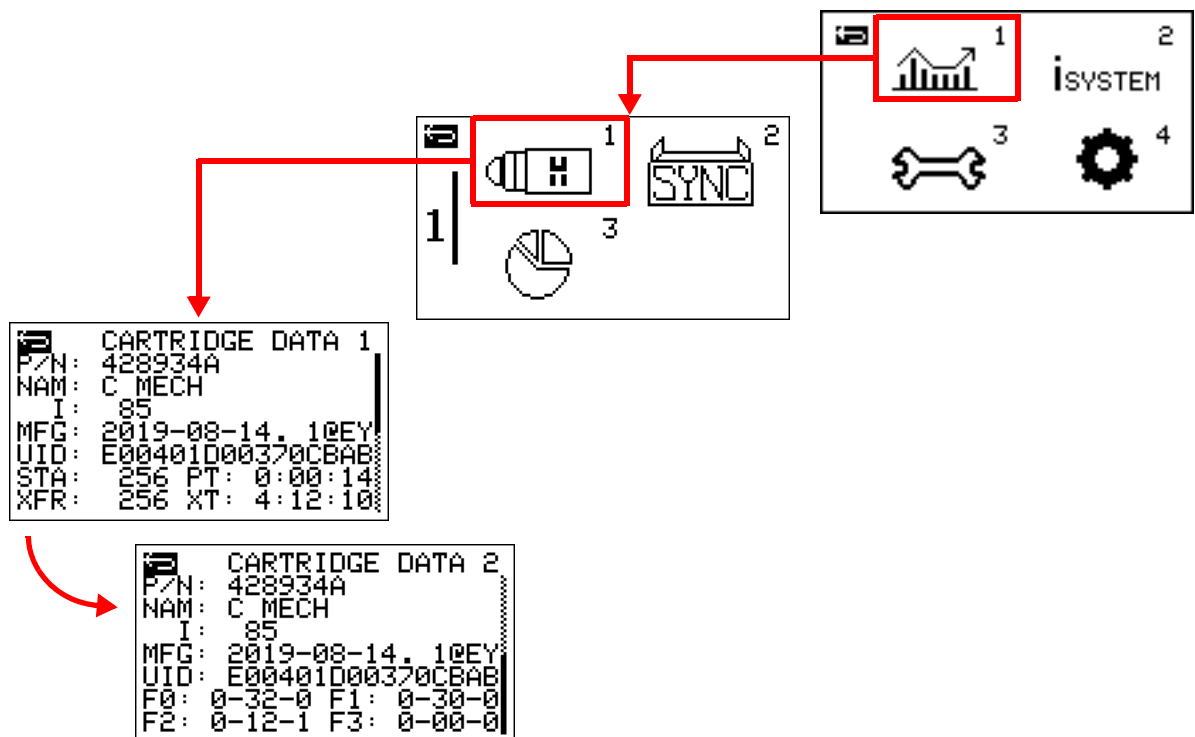 1
2
iSYSTEM
3
4
1
2
SYNC
1
3
CARTRIDGE DATA 1
P/N: 428934A
NAM: C MECH
I: 85
MFG: 2019-08-14. 1@EY
UID: E00401D00370CBAB
STA: 256 PT: 0:00:14
XFR: 256 XT: 4:12:10
CARTRIDGE DATA 2
P/N: 428934A
NAM: C MECH
I: 85
MFG: 2019-08-14. 1@EY
UID: E00401D00370CBAB
F0: 0-32-0 F1: 0-30-0
F2: 0-12-1 F3: 0-00-0